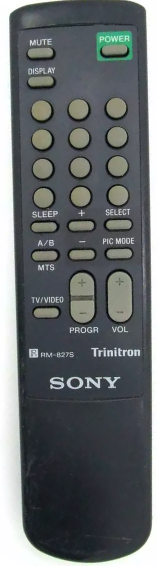 MUTE POWER
DISPLAY
SLEEP + SELECT
A/B − PIC MODE
MTS
+ +
TV/VIDEO
− −
PROGR VOL
R RM-827S Trinitron
SONY